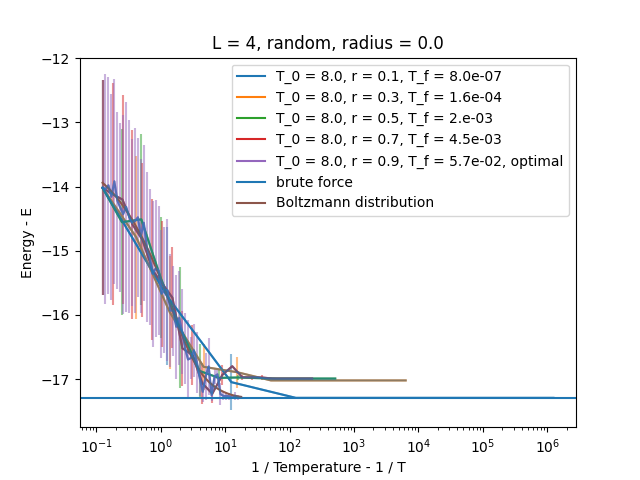 L = 4, random, radius = 0.0
Energy - E
−12
−13
−14
−15
−16
−17
T_0 = 8.0, r = 0.1, T_f = 8.0e-07
T_0 = 8.0, r = 0.3, T_f = 1.6e-04
T_0 = 8.0, r = 0.5, T_f = 2.e-03
T_0 = 8.0, r = 0.7, T_f = 4.5e-03
T_0 = 8.0, r = 0.9, T_f = 5.7e-02, optimal
brute force
Boltzmann distribution
10⁻¹ 10⁰ 10¹ 10² 10³ 10⁴ 10⁵ 10⁶
1 / Temperature - 1 / T